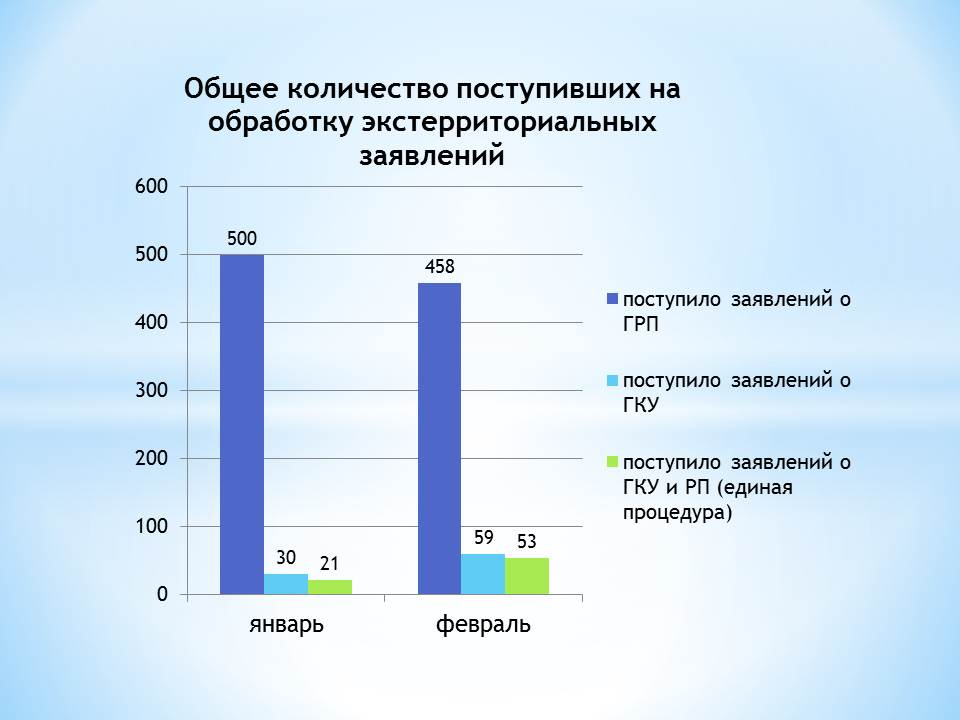 Общее количество поступивших на
обработку экстерриториальных
заявлений
600
500
400
300
200
100
0
500
30
21
458
59
53
январь
февраль
поступило заявлений о
ГРП
поступило заявлений о
ГКУ
поступило заявлений о
ГКУ и РП (единая
процедура)